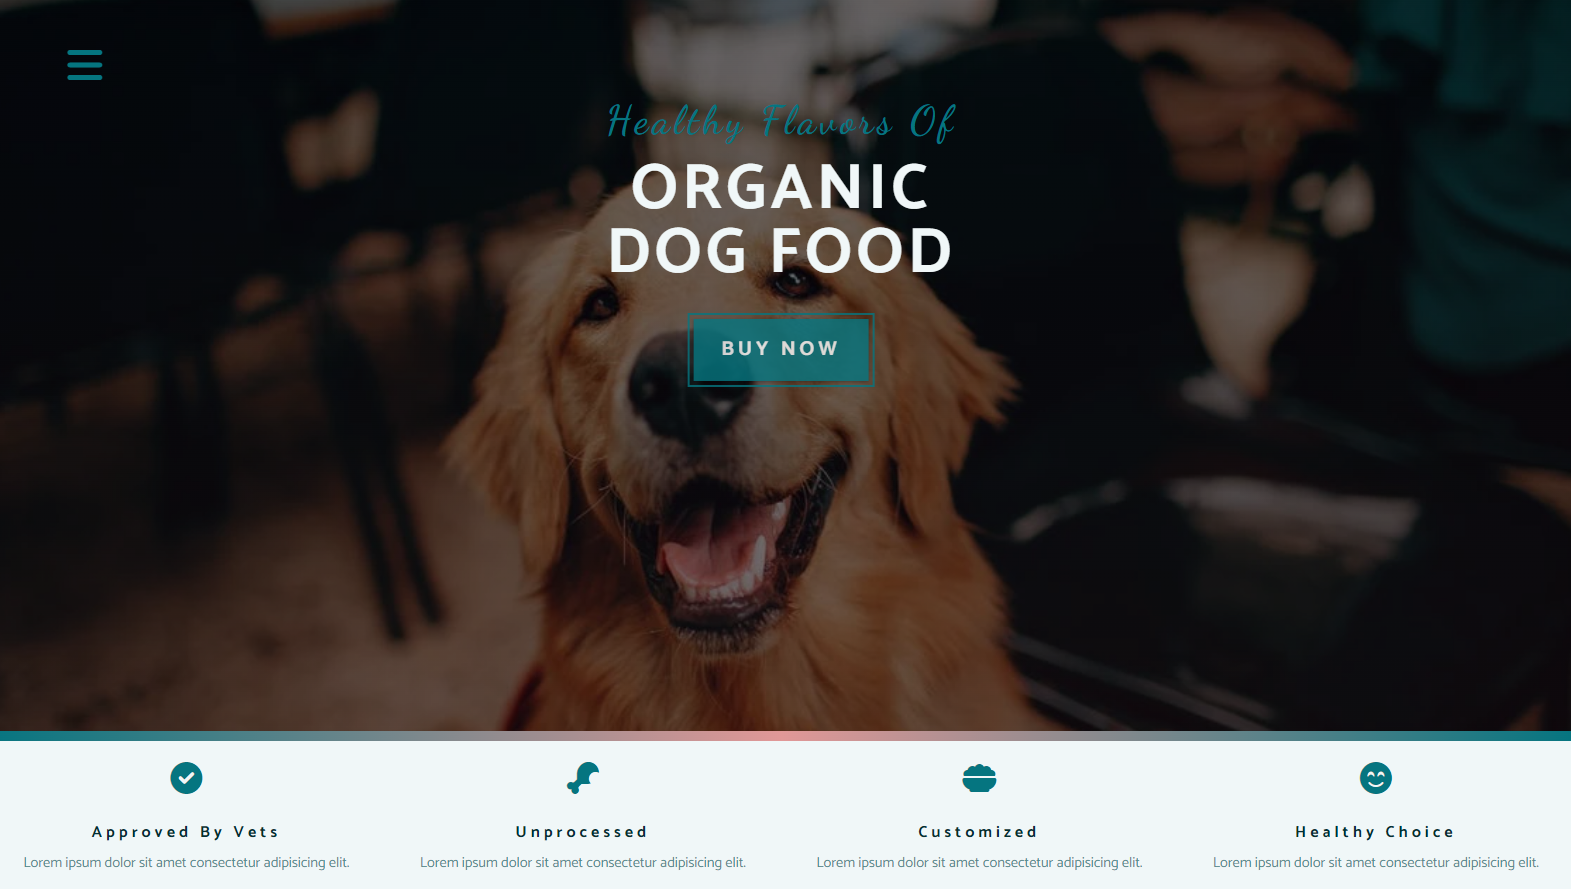 Healthy Flavors Of
ORGANIC
DOG FOOD
BUY NOW
Approved By Vets
Lorem ipsum dolor sit amet consectetur adipisicing elit.
Unprocessed
Lorem ipsum dolor sit amet consectetur adipisicing elit.
Customized
Lorem ipsum dolor sit amet consectetur adipisicing elit.
Healthy Choice
Lorem ipsum dolor sit amet consectetur adipisicing elit.